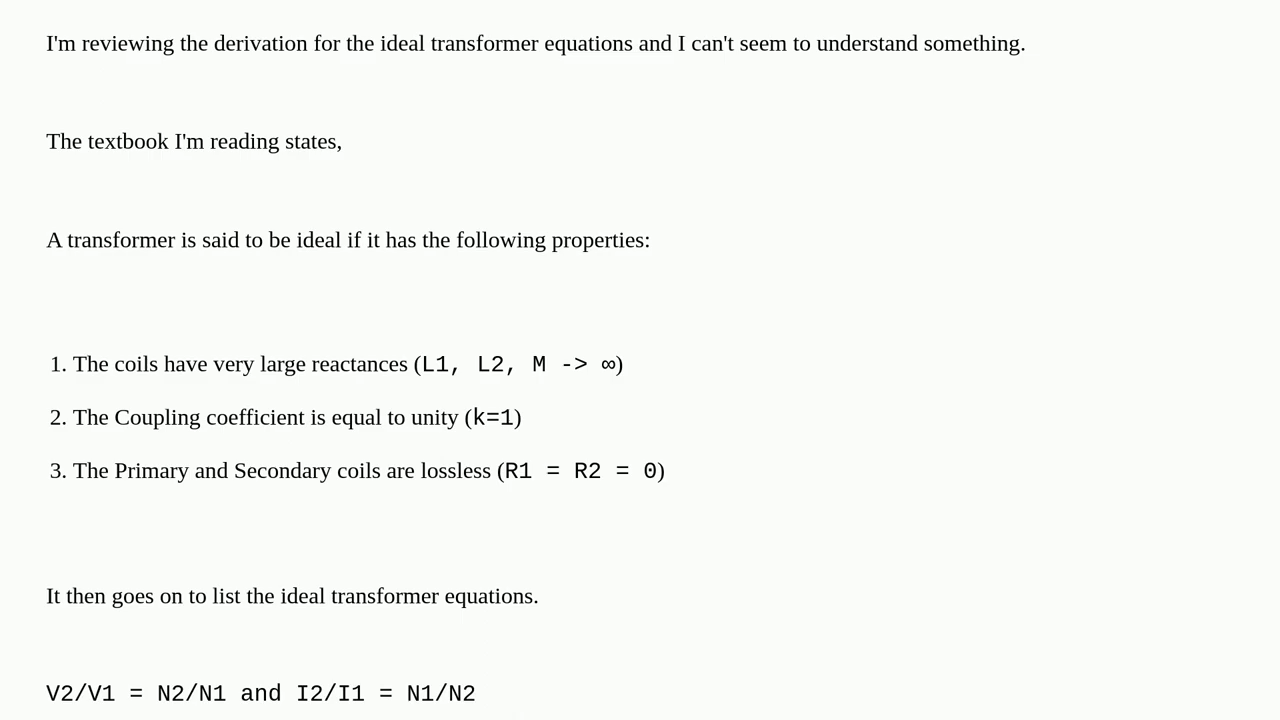 I'm reviewing the derivation for the ideal transformer equations and I can't seem to understand something.
The textbook I'm reading states,
A transformer is said to be ideal if it has the following properties:
1. The coils have very large reactances (L1, L2, M -> ∞)
2. The Coupling coefficient is equal to unity (k=1)
3. The Primary and Secondary coils are lossless (R1 = R2 = 0)
It then goes on to list the ideal transformer equations.
V2/V1 = N2/N1 and I2/I1 = N1/N2